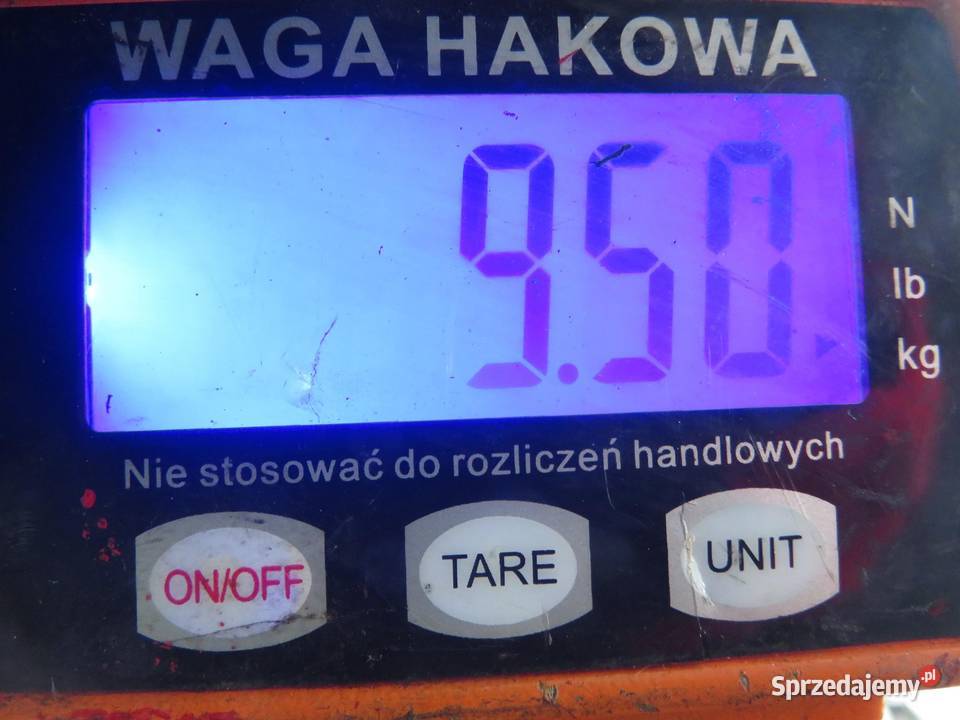 WAGA HAKOWA
9.50
N
lb
kg
Nie stosować do rozliczeń handlowych
ON/OFF TARE UNIT
Sprzedajemy.pl